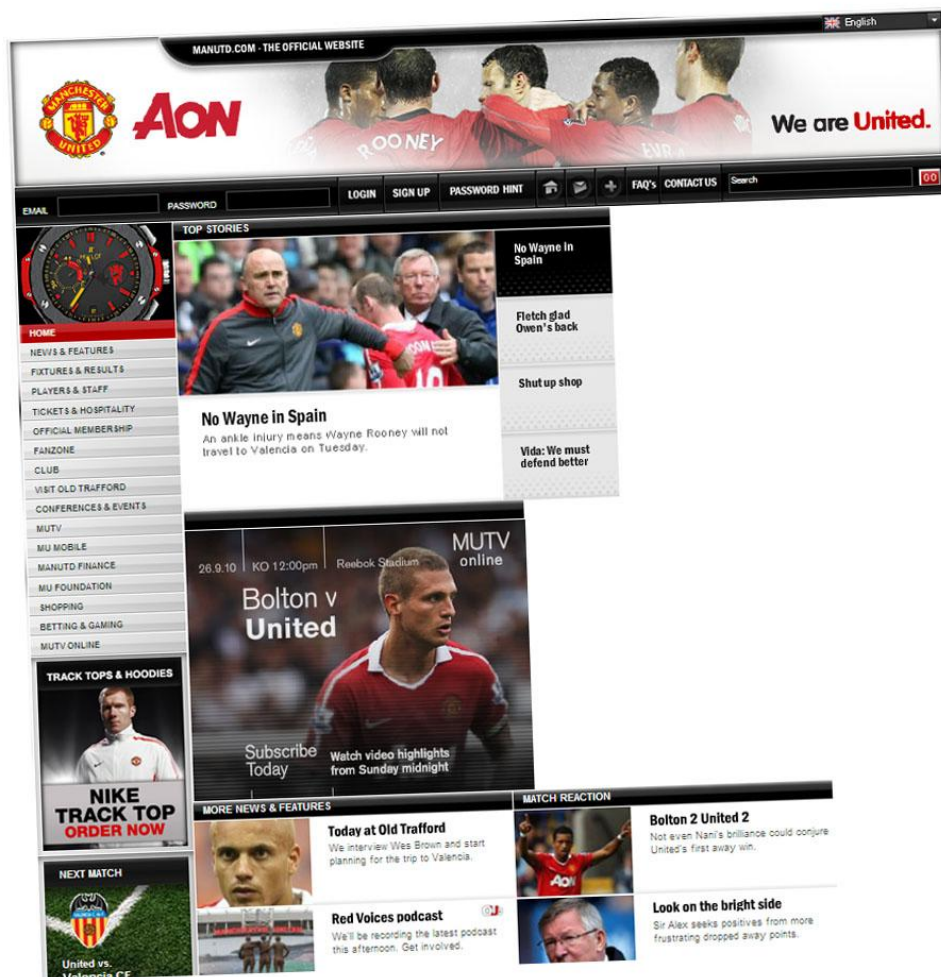 English
MANUTD.COM - THE OFFICIAL WEBSITE
MANCHESTER
UNITED
AON
ROONEY
EVRA
We are United.
EMAIL
PASSWORD
LOGIN
SIGN UP
PASSWORD HINT
FAQ's
CONTACT US
Search
GO
HOME
NEWS & FEATURES
FIXTURES & RESULTS
PLAYERS & STAFF
TICKETS & HOSPITALITY
OFFICIAL MEMBERSHIP
FANZONE
CLUB
VISIT OLD TRAFFORD
CONFERENCES & EVENTS
MUTV
MU MOBILE
MANUTD FINANCE
MU FOUNDATION
SHOPPING
BETTING & GAMING
MUTV ONLINE
TRACK TOPS & HOODIES
NIKE
TRACK TOP
ORDER NOW
NEXT MATCH
United vs.
Valencia CF
TOP STORIES
10
No Wayne in Spain
An ankle injury means Wayne Rooney will not
travel to Valencia on Tuesday.
No Wayne In
Spain
Fletch glad
Owen's back
Shut up shop
Vida: We must
defend better
MUTV
online
26.9.10
KO 12:00pm
Reebok Stadium
Bolton v
United
Subscribe
Today
Watch video highlights
from Sunday midnight
MORE NEWS & FEATURES
Today at Old Trafford
We interview Wes Brown and start
planning for the trip to Valencia.
Red Voices podcast
We'll be recording the latest podcast
this afternoon. Get involved.
MATCH REACTION
AON
Bolton 2 United 2
Not even Nani's brilliance could conjure
United's first away win.
Look on the bright side
Sir Alex seeks positives from more
frustrating dropped away points.